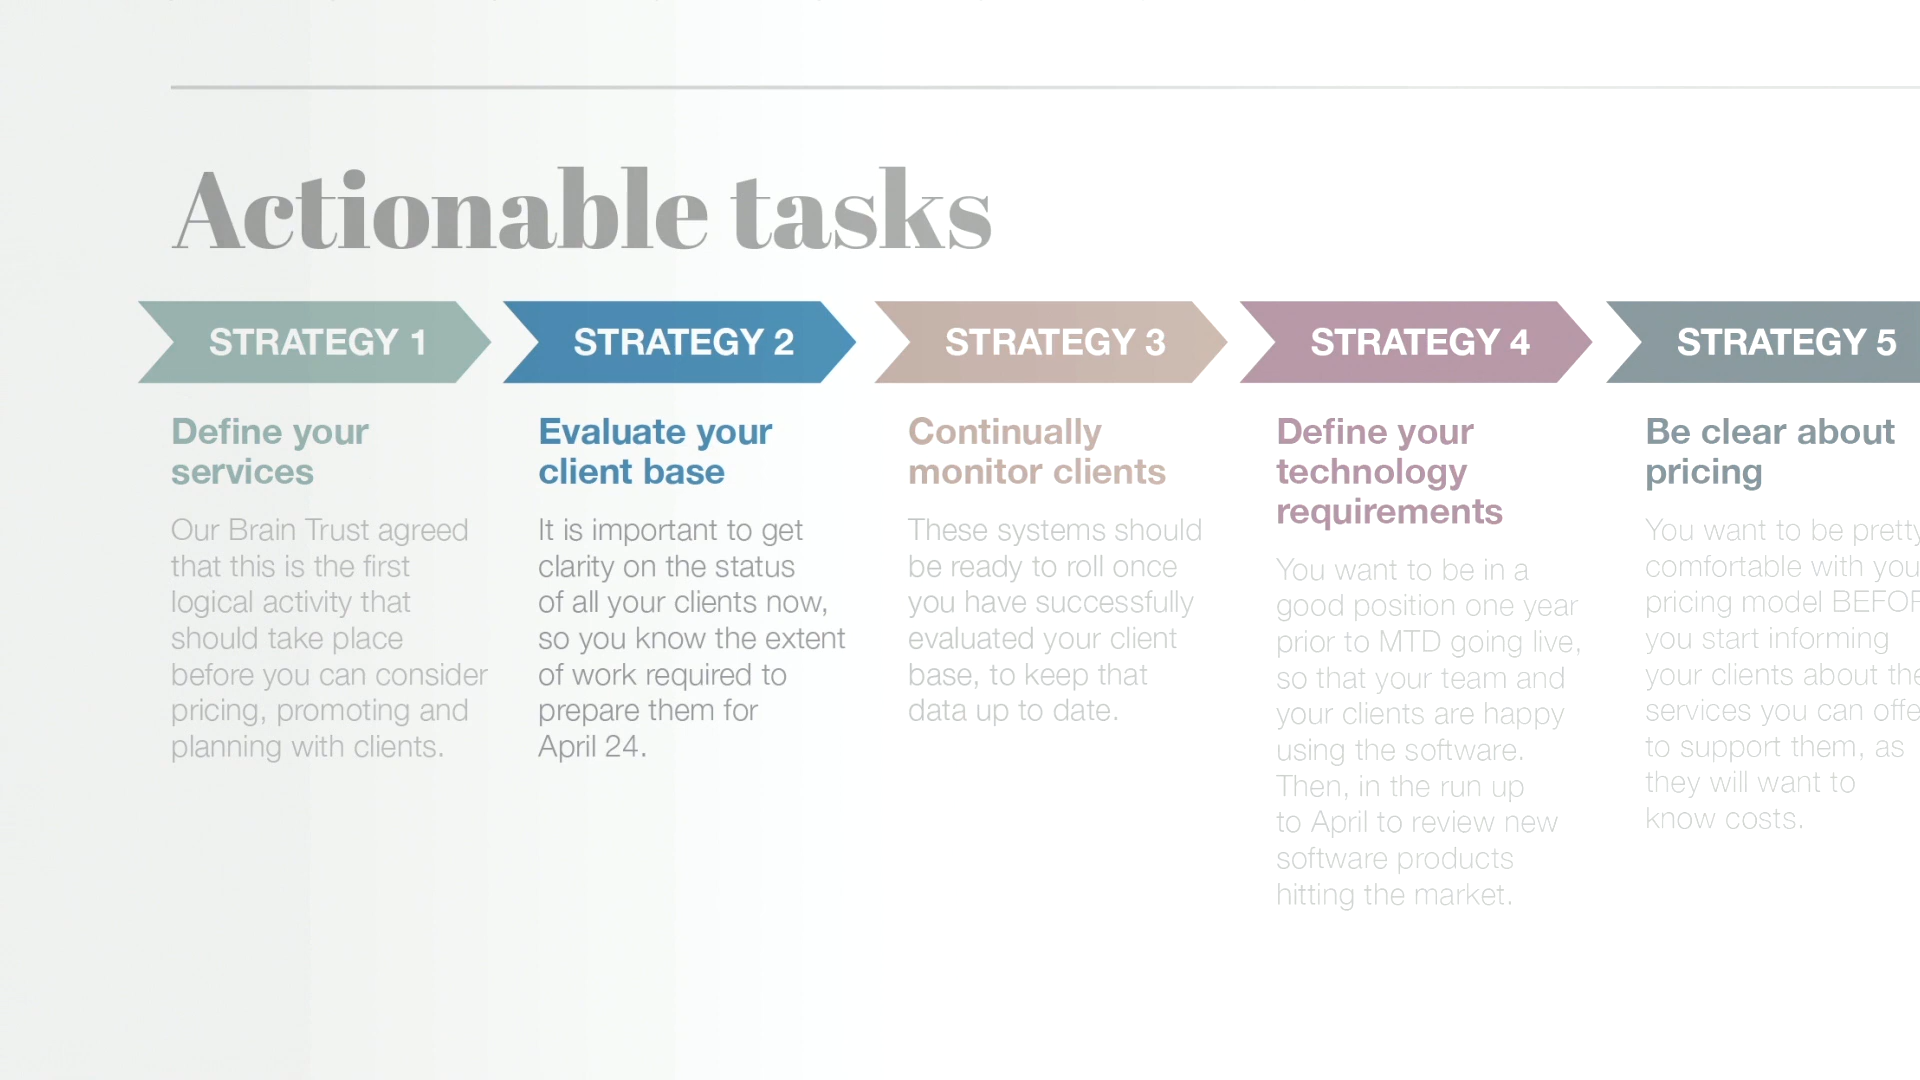 Actionable tasks
STRATEGY 1
Define your
services
Our Brain Trust agreed
that this is the first
logical activity that
should take place
before you can consider
pricing, promoting and
planning with clients.
STRATEGY 2
Evaluate your
client base
It is important to get
clarity on the status
of all your clients now,
so you know the extent
of work required to
prepare them for
April 24.
STRATEGY 3
Continually
monitor clients
These systems should
be ready to roll once
you have successfully
evaluated your client
base, to keep that
data up to date.
STRATEGY 4
Define your
technology
requirements
You want to be in a
good position one year
prior to MTD going live,
so that your team and
your clients are happy
using the software.
Then, in the run up
to April to review new
software products
hitting the market.
STRATEGY 5
Be clear about
pricing
You want to be pretty
comfortable with
pricing model
you start informing
your clients about
services you can
to support them, as
they will want to
know costs.